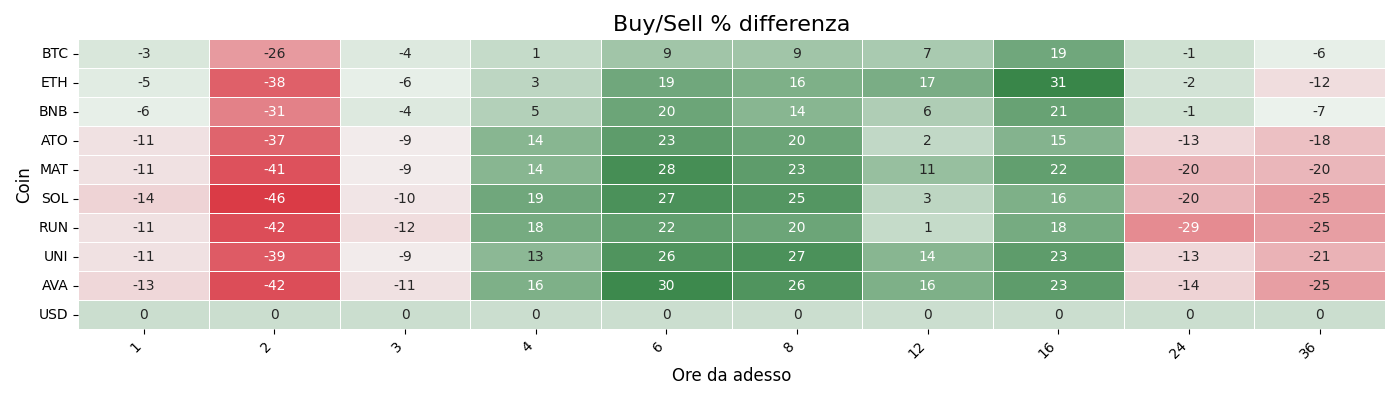 Buy/Sell % differenza
Coin
BTC -3 -26 -4 1 9 9 7 19 -1 -6
ETH -5 -38 -6 3 19 16 17 31 -2 -12
BNB -6 -31 -4 5 20 14 6 21 -1 -7
ATO -11 -37 -9 14 23 20 2 15 -13 -18
MAT -11 -41 -9 14 28 23 11 22 -20 -20
SOL -14 -46 -10 19 27 25 3 16 -20 -25
RUN -11 -42 -12 18 22 20 1 18 -29 -25
UNI -11 -39 -9 13 26 27 14 23 -13 -21
AVA -13 -42 -11 16 30 26 16 23 -14 -25
USD 0 0 0 0 0 0 0 0 0 0
1 2 3 4 6 8 12 16 24 36
Ore da adesso